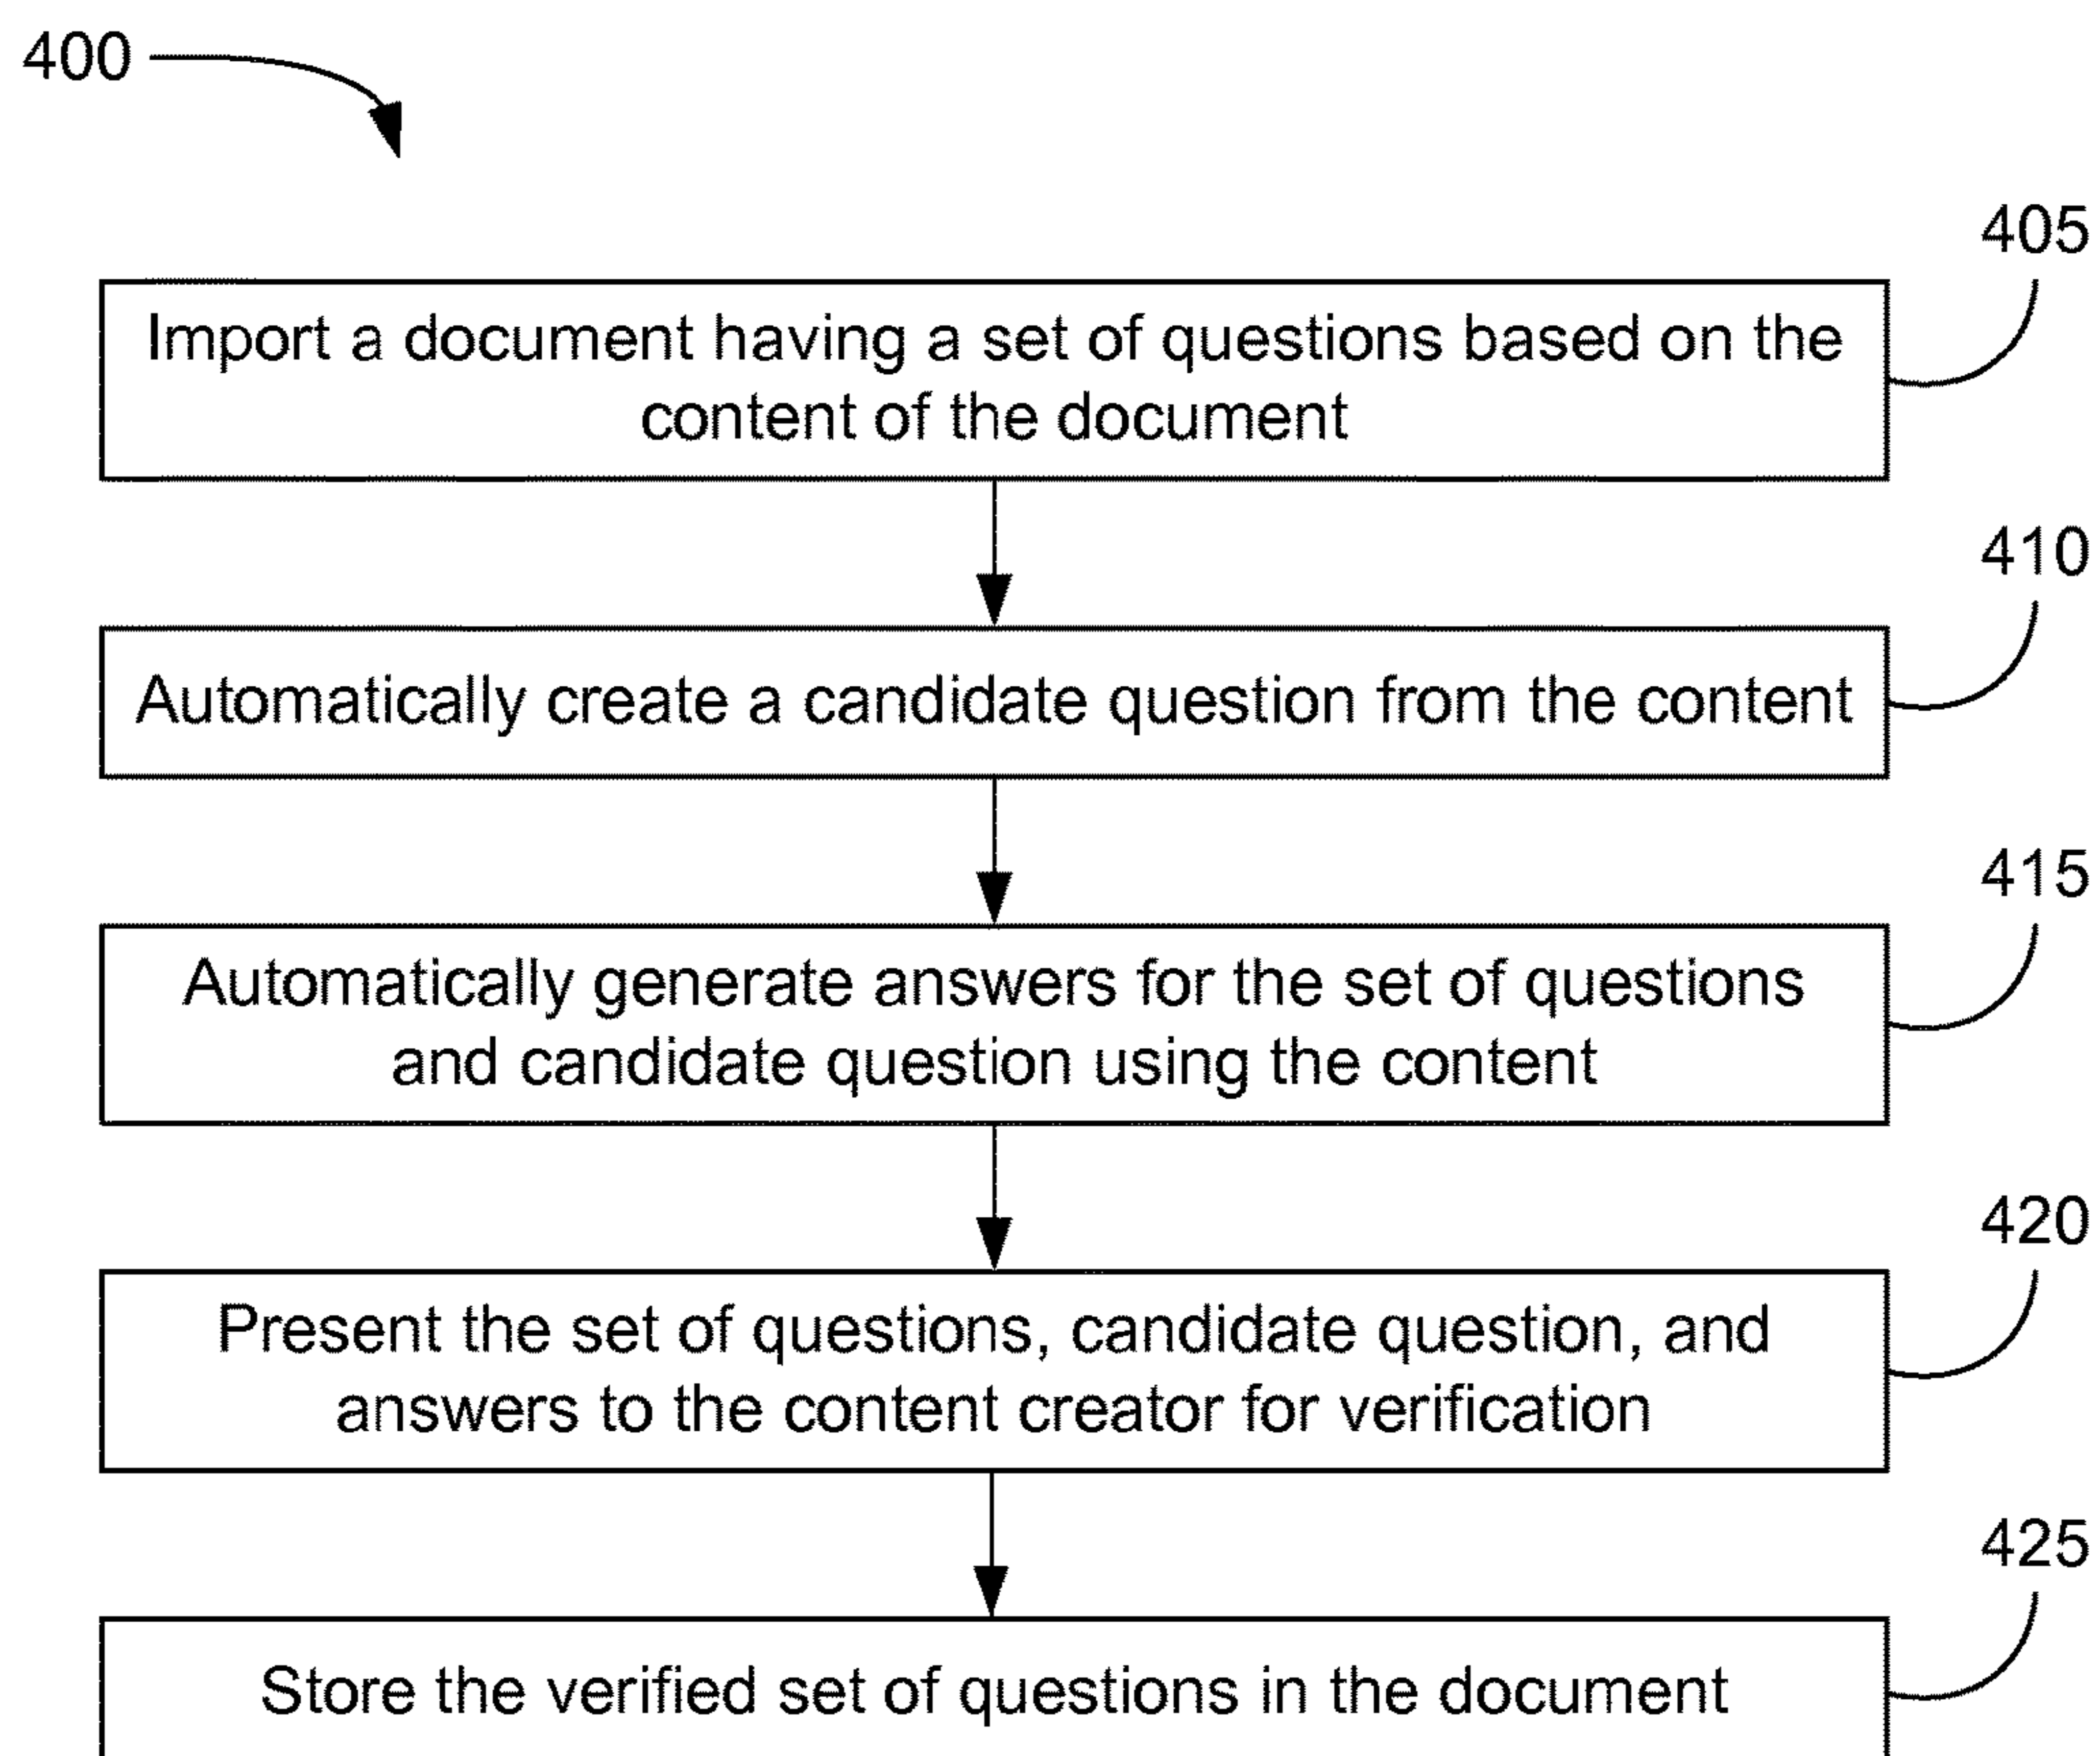 400
405
Import a document having a set of questions based on the
content of the document
410
Automatically create a candidate question from the content
415
Automatically generate answers for the set of questions
and candidate question using the content
420
Present the set of questions, candidate question, and
answers to the content creator for verification
425
Store the verified set of questions in the document